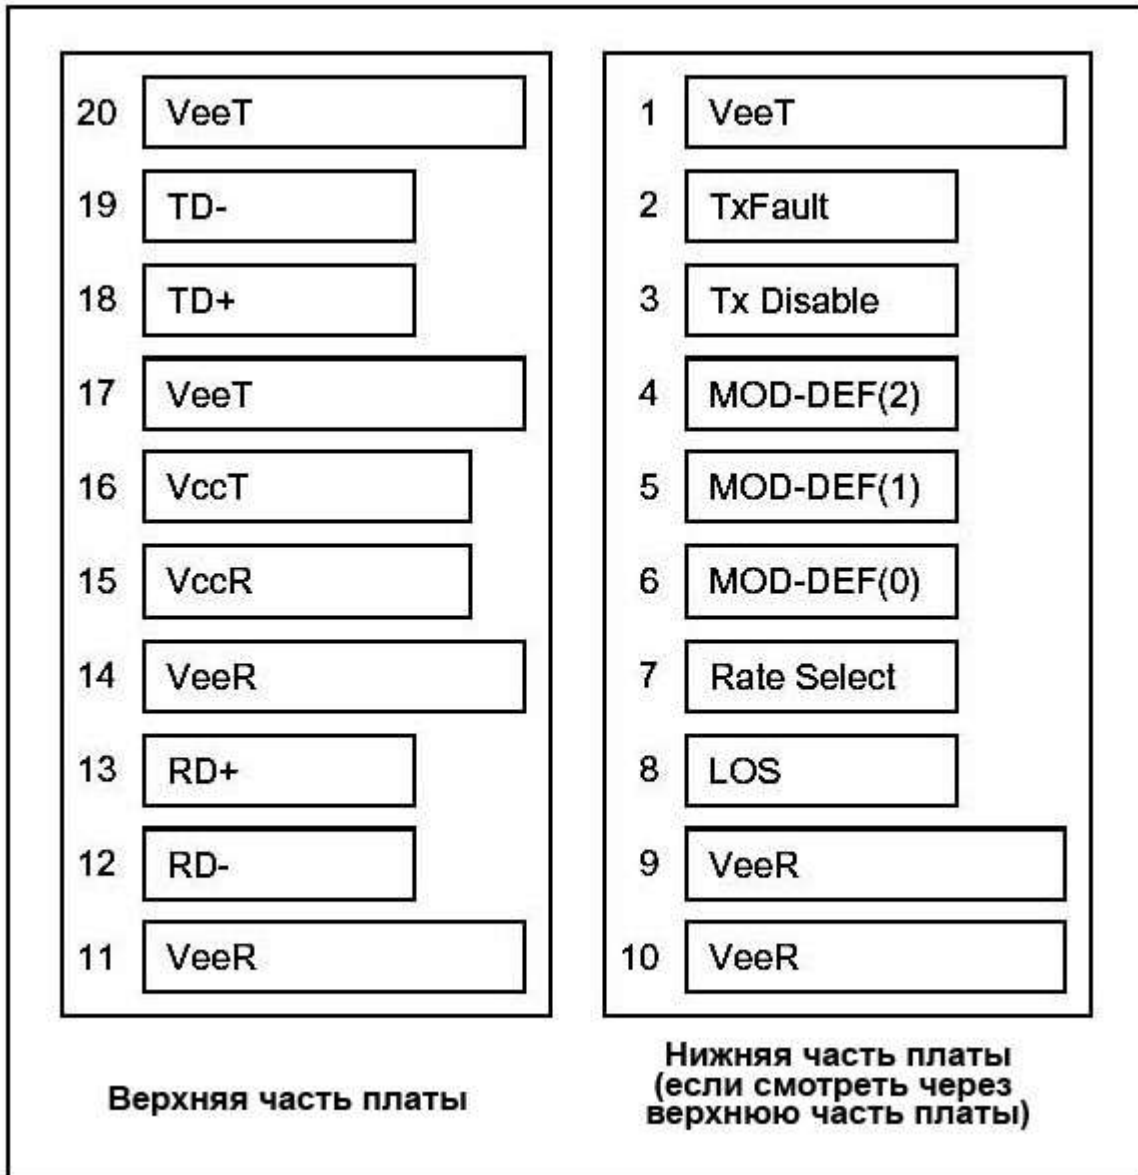 20 VeeT
19 TD-
18 TD+
17 VeeT
16 VccT
15 VccR
14 VeeR
13 RD+
12 RD-
11 VeeR
Верхняя часть платы
1 VeeT
2 TxFault
3 Tx Disable
4 MOD-DEF(2)
5 MOD-DEF(1)
6 MOD-DEF(0)
7 Rate Select
8 LOS
9 VeeR
10 VeeR
Нижняя часть платы
(если смотреть через
верхнюю часть платы)